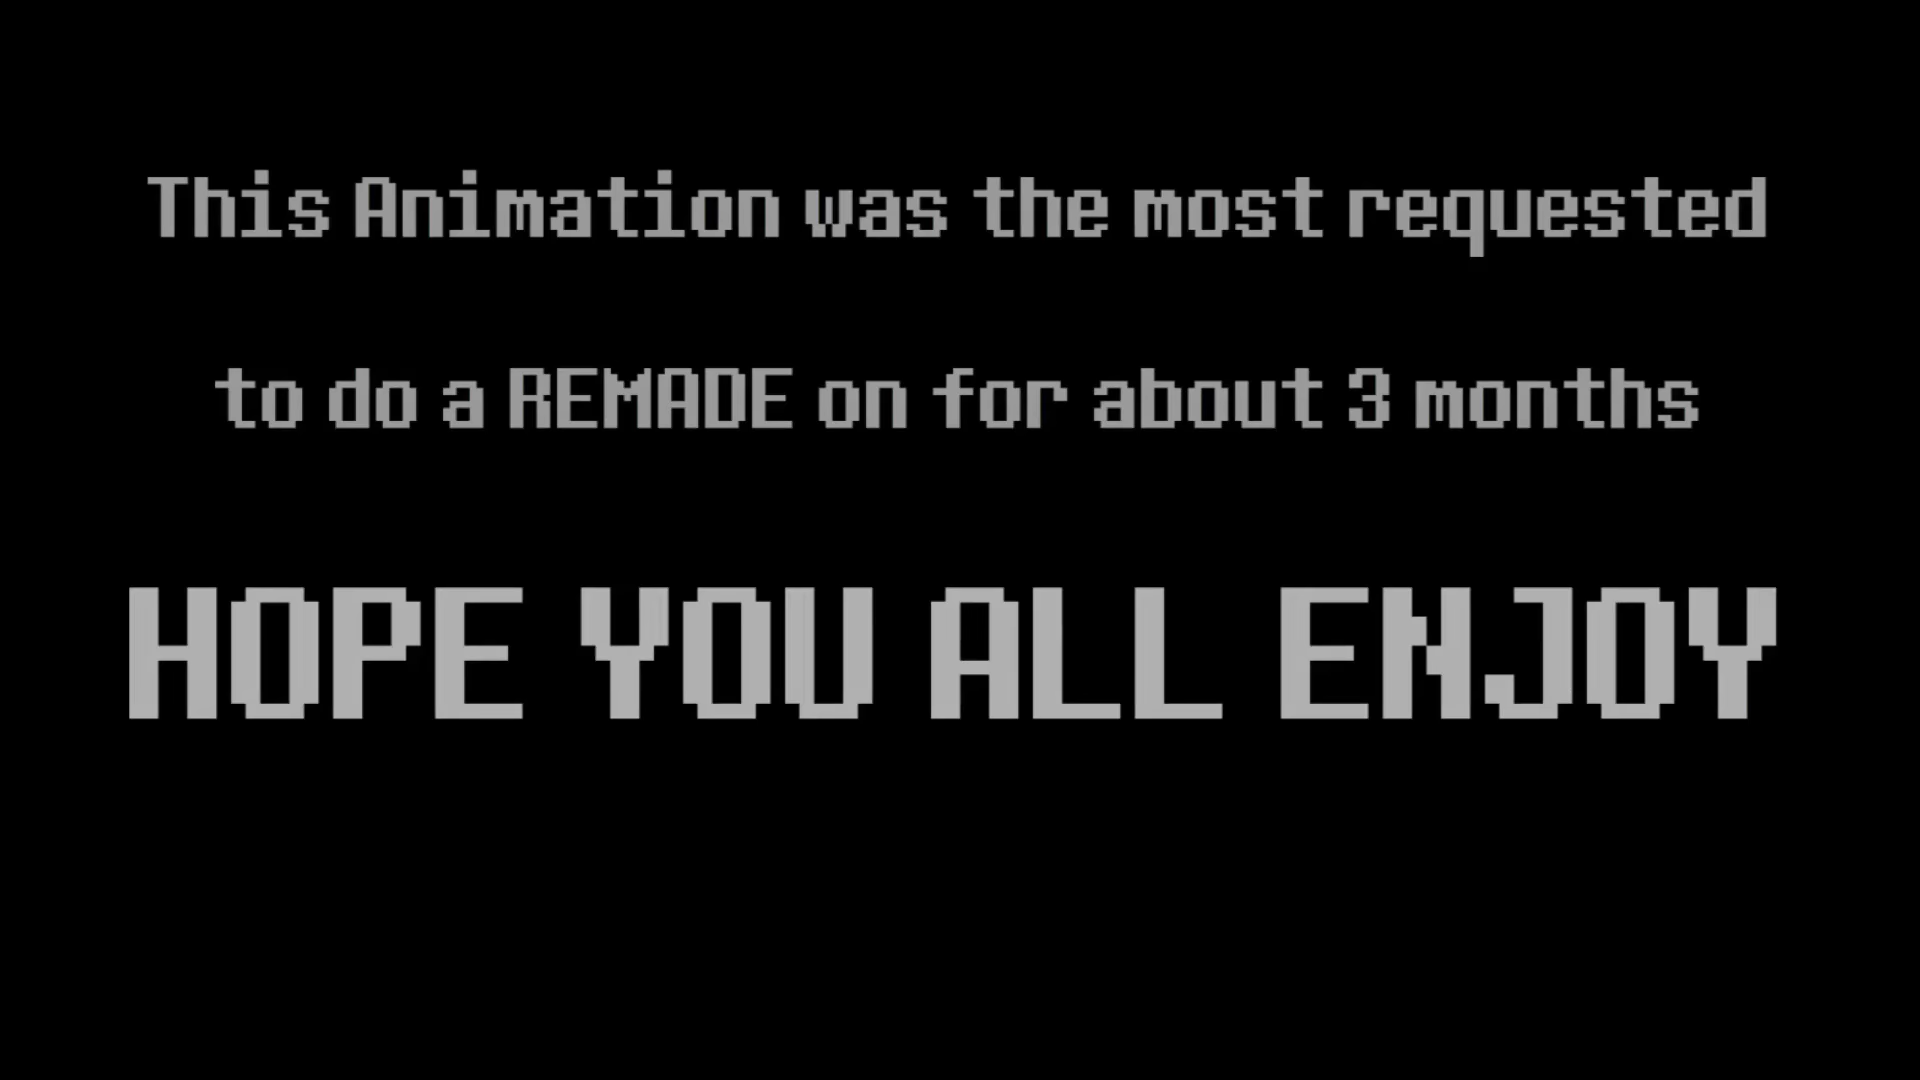 This Animation was the most requested
to do a REMADE on for about 3 months
HOPE YOU ALL ENJOY